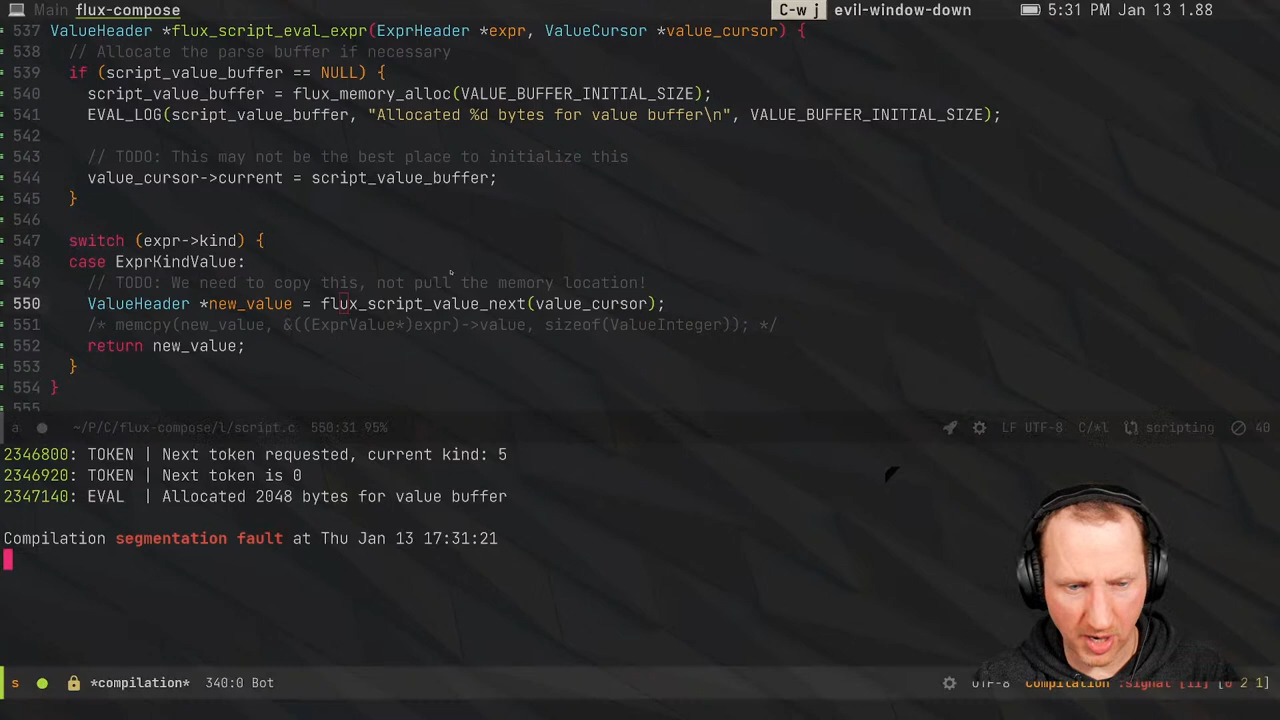 Main flux-compose C-w j evil-window-down 5:31 PM Jan 13 1.88
537 ValueHeader *flux_script_eval_expr(ExprHeader *expr, ValueCursor *value_cursor) {
538 // Allocate the parse buffer if necessary
539 if (script_value_buffer == NULL) {
540 script_value_buffer = flux_memory_alloc(VALUE_BUFFER_INITIAL_SIZE);
541 EVAL_LOG(script_value_buffer, "Allocated %d bytes for value buffer\n", VALUE_BUFFER_INITIAL_SIZE);
542
543 // TODO: This may not be the best place to initialize this
544 value_cursor->current = script_value_buffer;
545 }
546
547 switch (expr->kind) {
548 case ExprKindValue:
549 // TODO: We need to copy this, not pull the memory location!
550 ValueHeader *new_value = flux_script_value_next(value_cursor);
551 /* memcpy(new_value, &((ExprValue*)expr)->value, sizeof(ValueInteger)); */
552 return new_value;
553 }
554 }
555
a ~/P/C/flux-compose/l/script.c 550:31 95% LF UTF-8 C/*l scripting 40
2346800: TOKEN | Next token requested, current kind: 5
2346920: TOKEN | Next token is 0
2347140: EVAL | Allocated 2048 bytes for value buffer
Compilation segmentation fault at Thu Jan 13 17:31:21
s *compilation* 340:0 Bot UTF-8 Compilation :signal [11] [0 2 1]